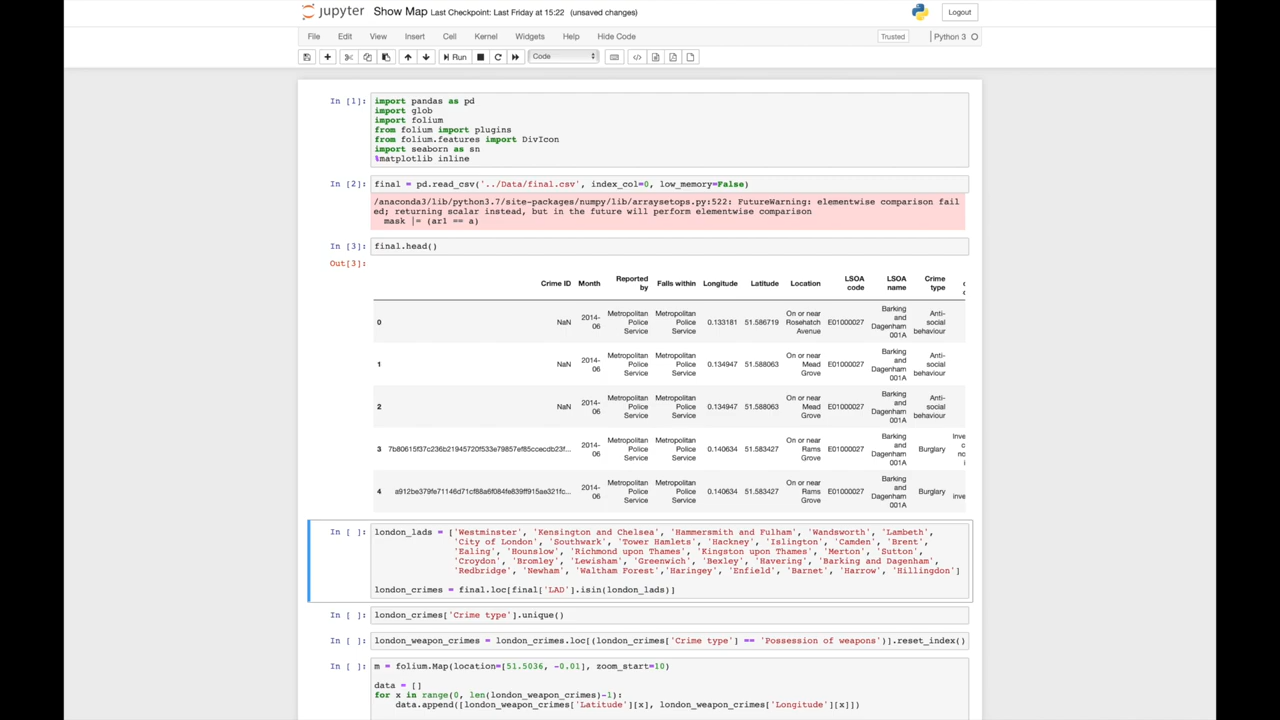 jupyter Show Map Last Checkpoint: Last Friday at 15:22 (unsaved changes) Logout
File Edit View Insert Cell Kernel Widgets Help Hide Code Trusted Python 3
Run Code
In [1]: import pandas as pd
import glob
import folium
from folium import plugins
from folium.features import DivIcon
import seaborn as sn
%matplotlib inline
In [2]: final = pd.read_csv('../Data/final.csv', index_col=0, low_memory=False)
/anaconda3/lib/python3.7/site-packages/numpy/lib/arraysetops.py:522: FutureWarning: elementwise comparison fail
ed; returning scalar instead, but in the future will perform elementwise comparison
mask |= (ar1 == a)
In [3]: final.head()
Out[3]:
Crime ID Month Reported by Falls within Longitude Latitude Location LSOA code LSOA name Crime type
0 NaN 2014-06 Metropolitan Police Service Metropolitan Police Service 0.133181 51.586719 On or near Rosehatch Avenue E01000027 Barking and Dagenham 001A Anti-social behaviour
1 NaN 2014-06 Metropolitan Police Service Metropolitan Police Service 0.134947 51.588063 On or near Mead Grove E01000027 Barking and Dagenham 001A Anti-social behaviour
2 NaN 2014-06 Metropolitan Police Service Metropolitan Police Service 0.134947 51.588063 On or near Mead Grove E01000027 Barking and Dagenham 001A Anti-social behaviour
3 7b80615f37c236b21945720f533e79857ef85ccecdb23f... 2014-06 Metropolitan Police Service Metropolitan Police Service 0.140634 51.583427 On or near Rams Grove E01000027 Barking and Dagenham 001A Burglary
4 a912be379fe71146d71cf88a6f084fe839ff915ae321fc... 2014-06 Metropolitan Police Service Metropolitan Police Service 0.140634 51.583427 On or near Rams Grove E01000027 Barking and Dagenham 001A Burglary
In [ ]: london_lads = ['Westminster', 'Kensington and Chelsea', 'Hammersmith and Fulham', 'Wandsworth', 'Lambeth',
'City of London', 'Southwark', 'Tower Hamlets', 'Hackney', 'Islington', 'Camden', 'Brent',
'Ealing', 'Hounslow', 'Richmond upon Thames', 'Kingston upon Thames', 'Merton', 'Sutton',
'Croydon', 'Bromley', 'Lewisham', 'Greenwich', 'Bexley', 'Havering', 'Barking and Dagenham',
'Redbridge', 'Newham', 'Waltham Forest','Haringey', 'Enfield', 'Barnet', 'Harrow', 'Hillingdon']
london_crimes = final.loc[final['LAD'].isin(london_lads)]
In [ ]: london_crimes['Crime type'].unique()
In [ ]: london_weapon_crimes = london_crimes.loc[(london_crimes['Crime type'] == 'Possession of weapons')].reset_index()
In [ ]: m = folium.Map(location=[51.5036, -0.01], zoom_start=10)
data = []
for x in range(0, len(london_weapon_crimes)-1):
data.append([london_weapon_crimes['Latitude'][x], london_weapon_crimes['Longitude'][x]])